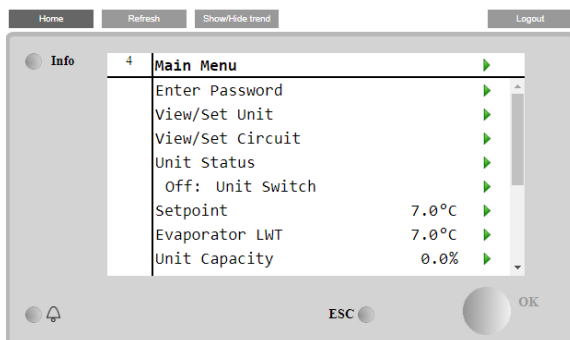 Home Refresh Show/Hide trend Logout
Info
4 Main Menu
Enter Password
View/Set Unit
View/Set Circuit
Unit Status
Off: Unit Switch
Setpoint 7.0°C
Evaporator LWT 7.0°C
Unit Capacity 0.0%
ESC OK